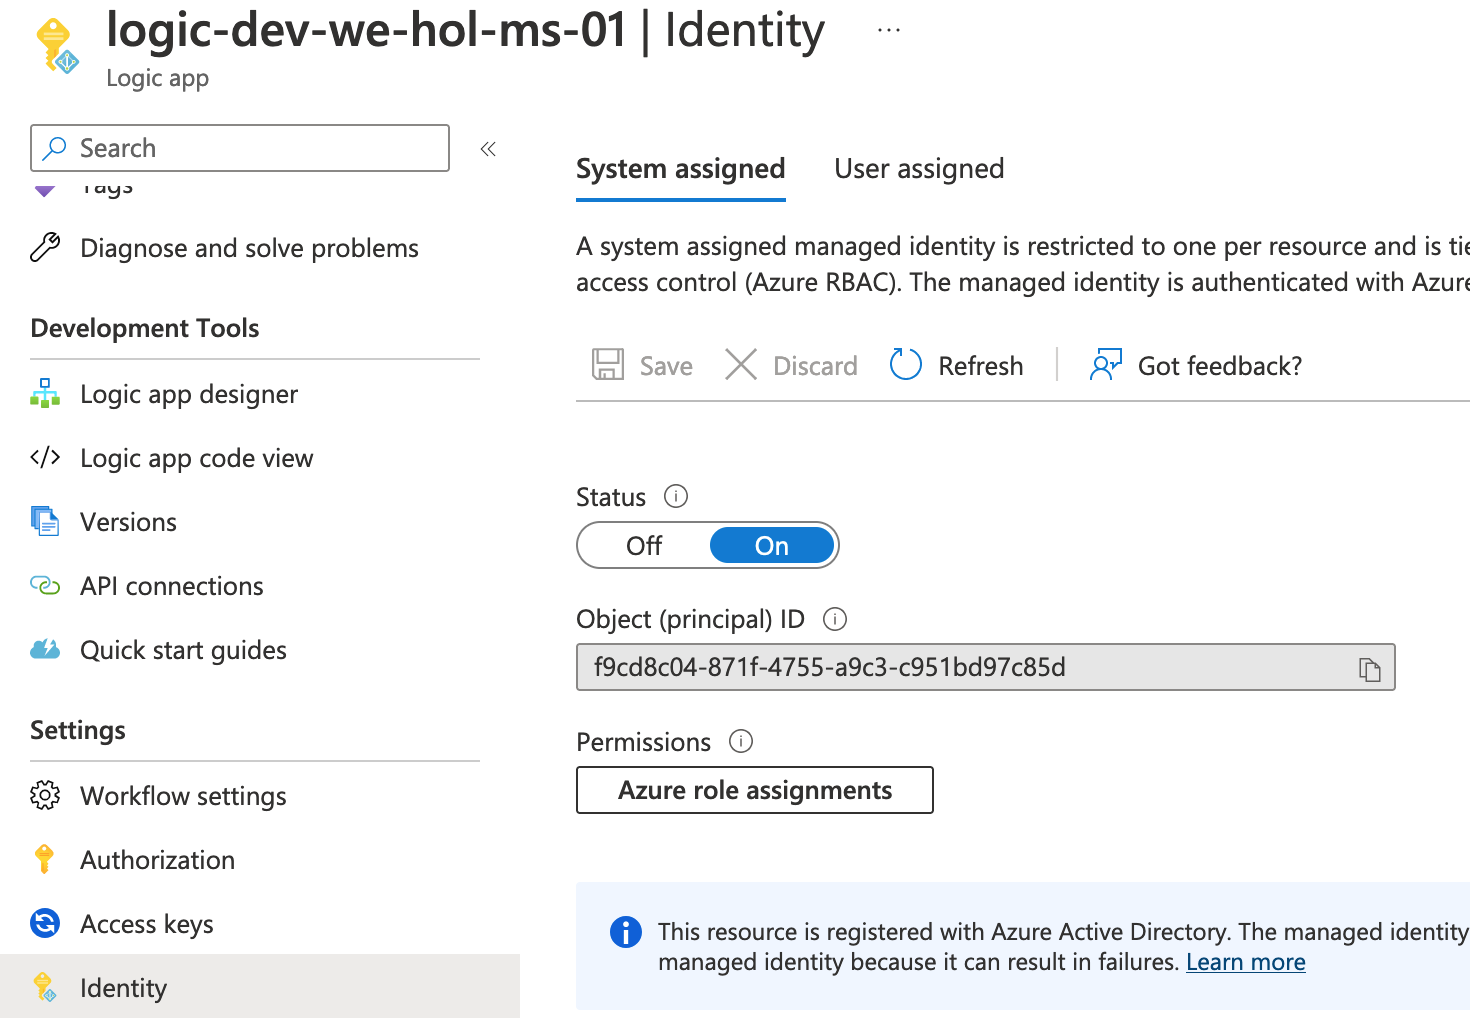 logic-dev-we-hol-ms-01 | Identity ...
Logic app
Search
«
Tags
Diagnose and solve problems
Development Tools
Logic app designer
Logic app code view
Versions
API connections
Quick start guides
Settings
Workflow settings
Authorization
Access keys
Identity
System assigned User assigned
A system assigned managed identity is restricted to one per resource and is tie
access control (Azure RBAC). The managed identity is authenticated with Azure
Save Discard Refresh Got feedback?
Status
Off On
Object (principal) ID
f9cd8c04-871f-4755-a9c3-c951bd97c85d
Permissions
Azure role assignments
This resource is registered with Azure Active Directory. The managed identity
managed identity because it can result in failures. Learn more